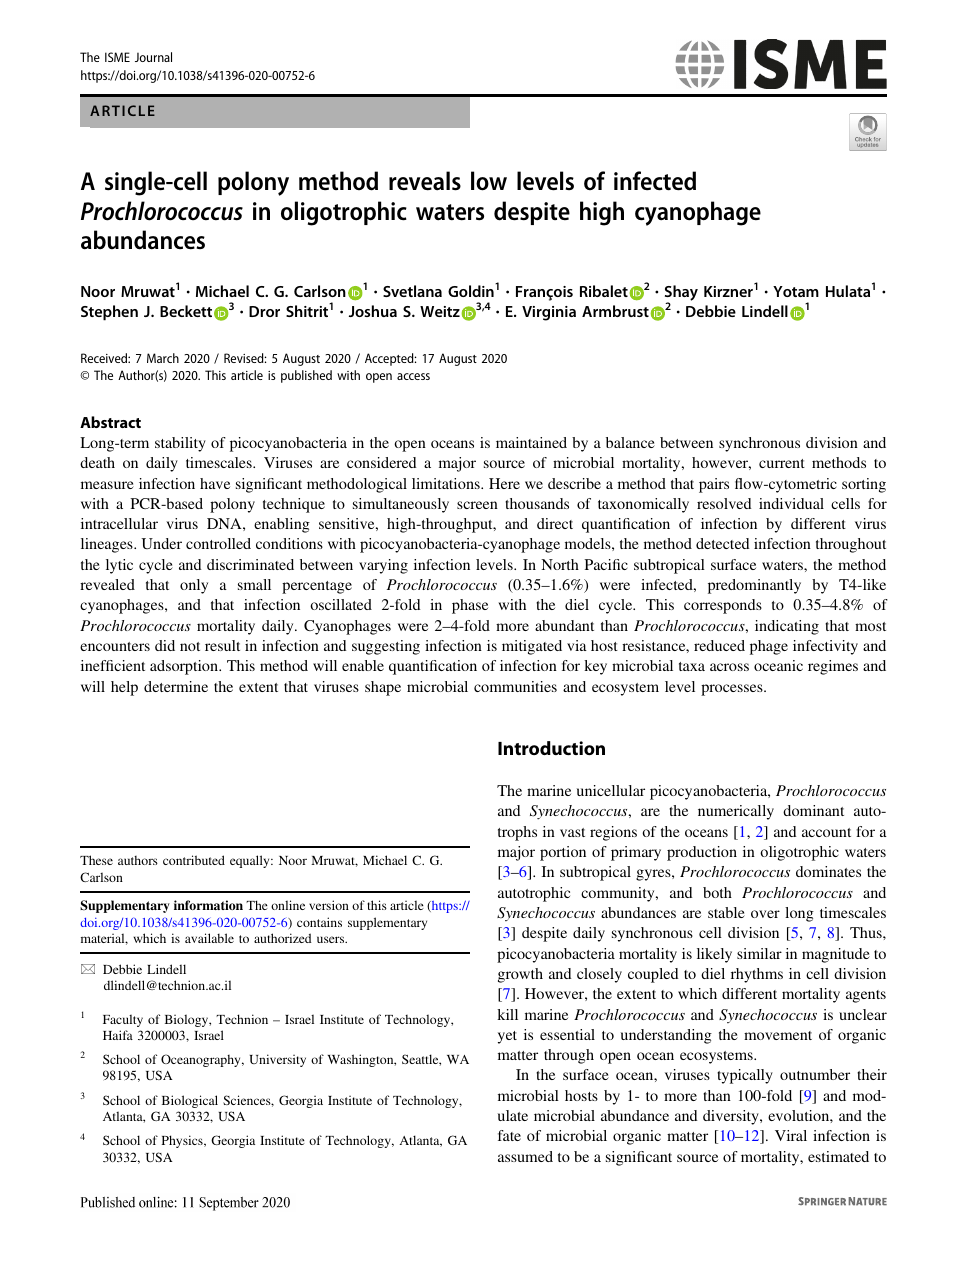 The ISME Journal
https://doi.org/10.1038/s41396-020-00752-6
ISME
ARTICLE
Check for
updates
A single-cell polony method reveals low levels of infected
Prochlorococcus in oligotrophic waters despite high cyanophage
abundances
Noor Mruwat1 · Michael C. G. Carlson iD 1 · Svetlana Goldin1 · François Ribalet iD 2 · Shay Kirzner1 · Yotam Hulata1 ·
Stephen J. Beckett iD 3 · Dror Shitrit1 · Joshua S. Weitz iD 3,4 · E. Virginia Armbrust iD 2 · Debbie Lindell iD 1
Received: 7 March 2020 / Revised: 5 August 2020 / Accepted: 17 August 2020
© The Author(s) 2020. This article is published with open access
Abstract
Long-term stability of picocyanobacteria in the open oceans is maintained by a balance between synchronous division and
death on daily timescales. Viruses are considered a major source of microbial mortality, however, current methods to
measure infection have significant methodological limitations. Here we describe a method that pairs flow-cytometric sorting
with a PCR-based polony technique to simultaneously screen thousands of taxonomically resolved individual cells for
intracellular virus DNA, enabling sensitive, high-throughput, and direct quantification of infection by different virus
lineages. Under controlled conditions with picocyanobacteria-cyanophage models, the method detected infection throughout
the lytic cycle and discriminated between varying infection levels. In North Pacific subtropical surface waters, the method
revealed that only a small percentage of Prochlorococcus (0.35–1.6%) were infected, predominantly by T4-like
cyanophages, and that infection oscillated 2-fold in phase with the diel cycle. This corresponds to 0.35–4.8% of
Prochlorococcus mortality daily. Cyanophages were 2–4-fold more abundant than Prochlorococcus, indicating that most
encounters did not result in infection and suggesting infection is mitigated via host resistance, reduced phage infectivity and
inefficient adsorption. This method will enable quantification of infection for key microbial taxa across oceanic regimes and
will help determine the extent that viruses shape microbial communities and ecosystem level processes.
These authors contributed equally: Noor Mruwat, Michael C. G.
Carlson
Supplementary information The online version of this article (https://
doi.org/10.1038/s41396-020-00752-6) contains supplementary
material, which is available to authorized users.
Debbie Lindell
dlindell@technion.ac.il
1 Faculty of Biology, Technion – Israel Institute of Technology,
Haifa 3200003, Israel
2 School of Oceanography, University of Washington, Seattle, WA
98195, USA
3 School of Biological Sciences, Georgia Institute of Technology,
Atlanta, GA 30332, USA
4 School of Physics, Georgia Institute of Technology, Atlanta, GA
30332, USA
Introduction
The marine unicellular picocyanobacteria, Prochlorococcus
and Synechococcus, are the numerically dominant auto-
trophs in vast regions of the oceans [1, 2] and account for a
major portion of primary production in oligotrophic waters
[3–6]. In subtropical gyres, Prochlorococcus dominates the
autotrophic community, and both Prochlorococcus and
Synechococcus abundances are stable over long timescales
[3] despite daily synchronous cell division [5, 7, 8]. Thus,
picocyanobacteria mortality is likely similar in magnitude to
growth and closely coupled to diel rhythms in cell division
[7]. However, the extent to which different mortality agents
kill marine Prochlorococcus and Synechococcus is unclear
yet is essential to understanding the movement of organic
matter through open ocean ecosystems.
In the surface ocean, viruses typically outnumber their
microbial hosts by 1- to more than 100-fold [9] and mod-
ulate microbial abundance and diversity, evolution, and the
fate of microbial organic matter [10–12]. Viral infection is
assumed to be a significant source of mortality, estimated to
Published online: 11 September 2020
SPRINGER NATURE